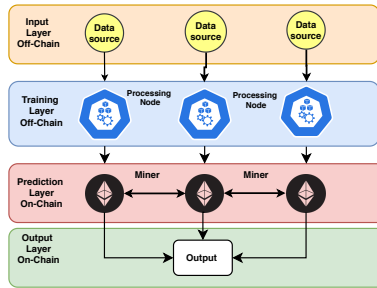 Input
Layer
Off-Chain
Data
source
Data
source
Data
source
Training
Layer
Off-Chain
Processing
Node
Processing
Node
Prediction
Layer
On-Chain
Miner
Miner
Output
Layer
On-Chain
Output